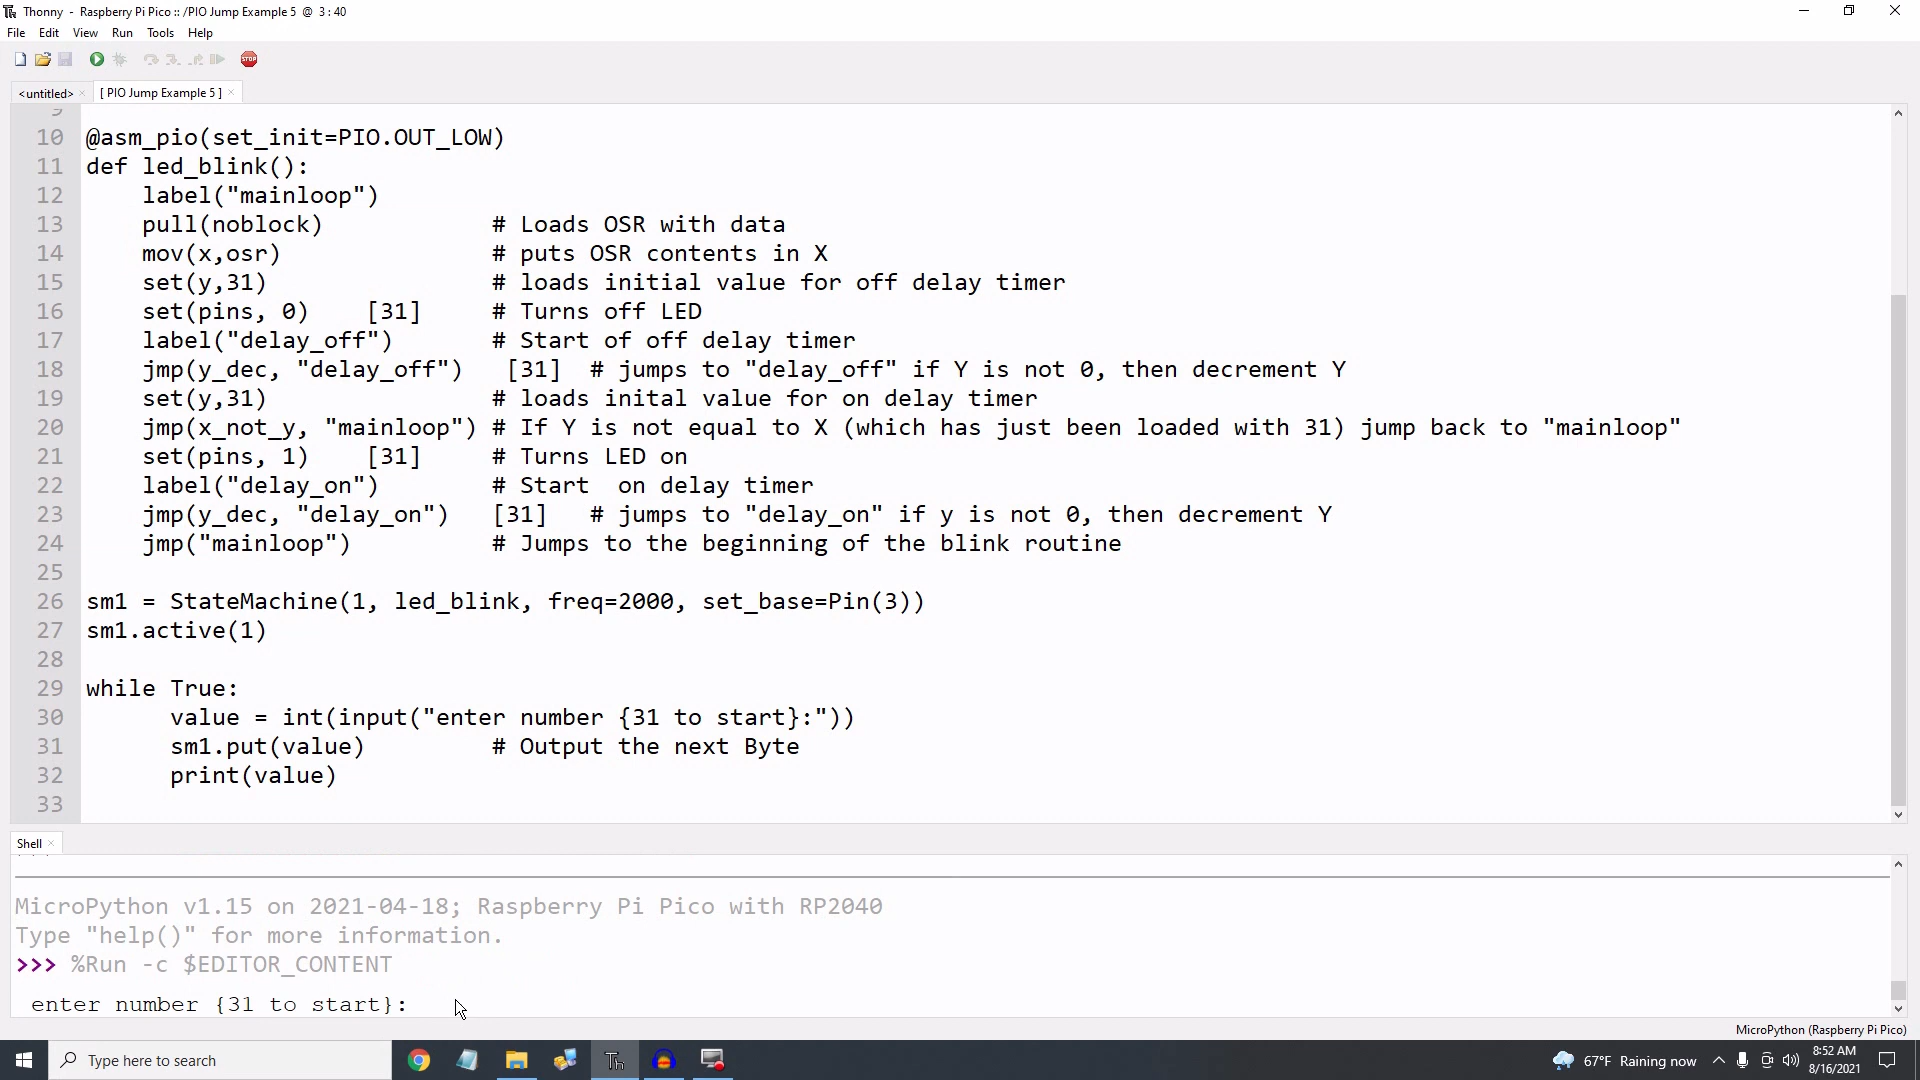 Thonny - Raspberry Pi Pico :: /PIO Jump Example 5 @ 3 : 40
File Edit View Run Tools Help
STOP
<untitled> × [ PIO Jump Example 5 ] ×
9
10 @asm_pio(set_init=PIO.OUT_LOW)
11 def led_blink():
12     label("mainloop")
13     pull(noblock)            # Loads OSR with data
14     mov(x,osr)               # puts OSR contents in X
15     set(y,31)                # loads initial value for off delay timer
16     set(pins, 0)    [31]     # Turns off LED
17     label("delay_off")       # Start of off delay timer
18     jmp(y_dec, "delay_off")   [31]  # jumps to "delay_off" if Y is not 0, then decrement Y
19     set(y,31)                # loads inital value for on delay timer
20     jmp(x_not_y, "mainloop") # If Y is not equal to X (which has just been loaded with 31) jump back to "mainloop"
21     set(pins, 1)    [31]     # Turns LED on
22     label("delay_on")        # Start  on delay timer
23     jmp(y_dec, "delay_on")   [31]   # jumps to "delay_on" if y is not 0, then decrement Y
24     jmp("mainloop")          # Jumps to the beginning of the blink routine
25
26 sm1 = StateMachine(1, led_blink, freq=2000, set_base=Pin(3))
27 sm1.active(1)
28
29 while True:
30       value = int(input("enter number {31 to start}:"))
31       sm1.put(value)         # Output the next Byte
32       print(value)
33
Shell ×
MicroPython v1.15 on 2021-04-18; Raspberry Pi Pico with RP2040
Type "help()" for more information.
>>> %Run -c $EDITOR_CONTENT
enter number {31 to start}:
MicroPython (Raspberry Pi Pico)
Type here to search
Th
67°F Raining now
8:52 AM
8/16/2021